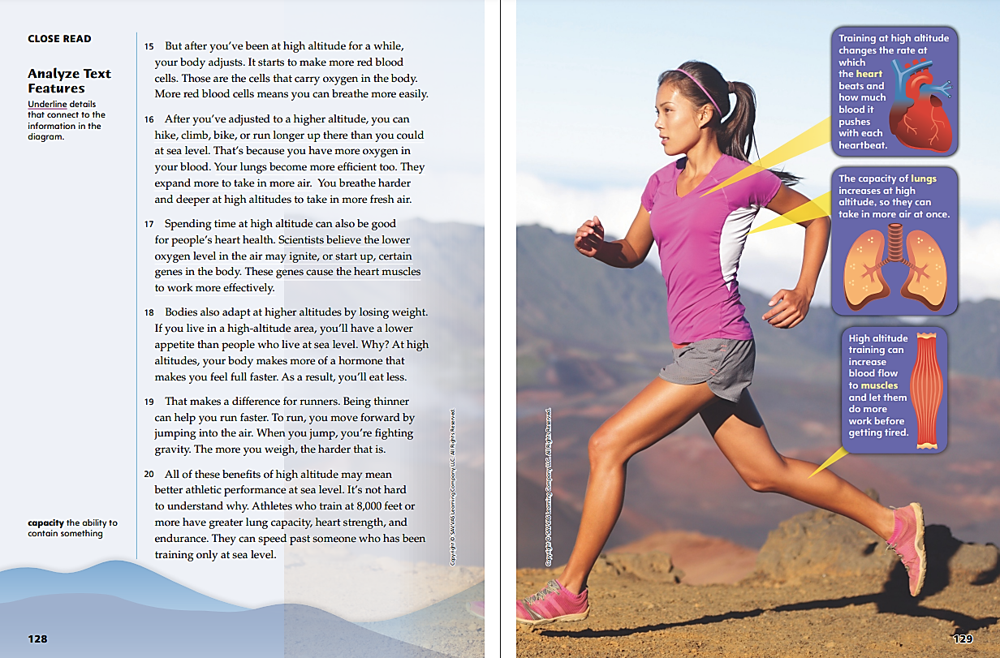 CLOSE READ
Analyze Text
Features
Underline details
that connect to the
information in the
diagram.
15 But after you’ve been at high altitude for a while,
your body adjusts. It starts to make more red blood
cells. Those are the cells that carry oxygen in the body.
More red blood cells means you can breathe more easily.
16 After you’ve adjusted to a higher altitude, you can
hike, climb, bike, or run longer up there than you could
at sea level. That’s because you have more oxygen in
your blood. Your lungs become more efficient too. They
expand more to take in more air. You breathe harder
and deeper at high altitudes to take in more fresh air.
17 Spending time at high altitude can also be good
for people’s heart health. Scientists believe the lower
oxygen level in the air may ignite, or start up, certain
genes in the body. These genes cause the heart muscles
to work more effectively.
18 Bodies also adapt at higher altitudes by losing weight.
If you live in a high-altitude area, you’ll have a lower
appetite than people who live at sea level. Why? At high
altitudes, your body makes more of a hormone that
makes you feel full faster. As a result, you’ll eat less.
19 That makes a difference for runners. Being thinner
can help you run faster. To run, you move forward by
jumping into the air. When you jump, you’re fighting
gravity. The more you weigh, the harder that is.
20 All of these benefits of high altitude may mean
better athletic performance at sea level. It’s not hard
to understand why. Athletes who train at 8,000 feet or
more have greater lung capacity, heart strength, and
endurance. They can speed past someone who has been
training only at sea level.
capacity the ability to
contain something
Copyright © SAVVAS Learning Company LLC. All Rights Reserved.
128
Training at high altitude
changes the rate at
which
the heart
beats and
how much
blood it
pushes
with each
heartbeat.
The capacity of lungs
increases at high
altitude, so they can
take in more air at once.
High altitude
training can
increase
blood flow
to muscles
and let them
do more
work before
getting tired.
Copyright © SAVVAS Learning Company LLC. All Rights Reserved.
129